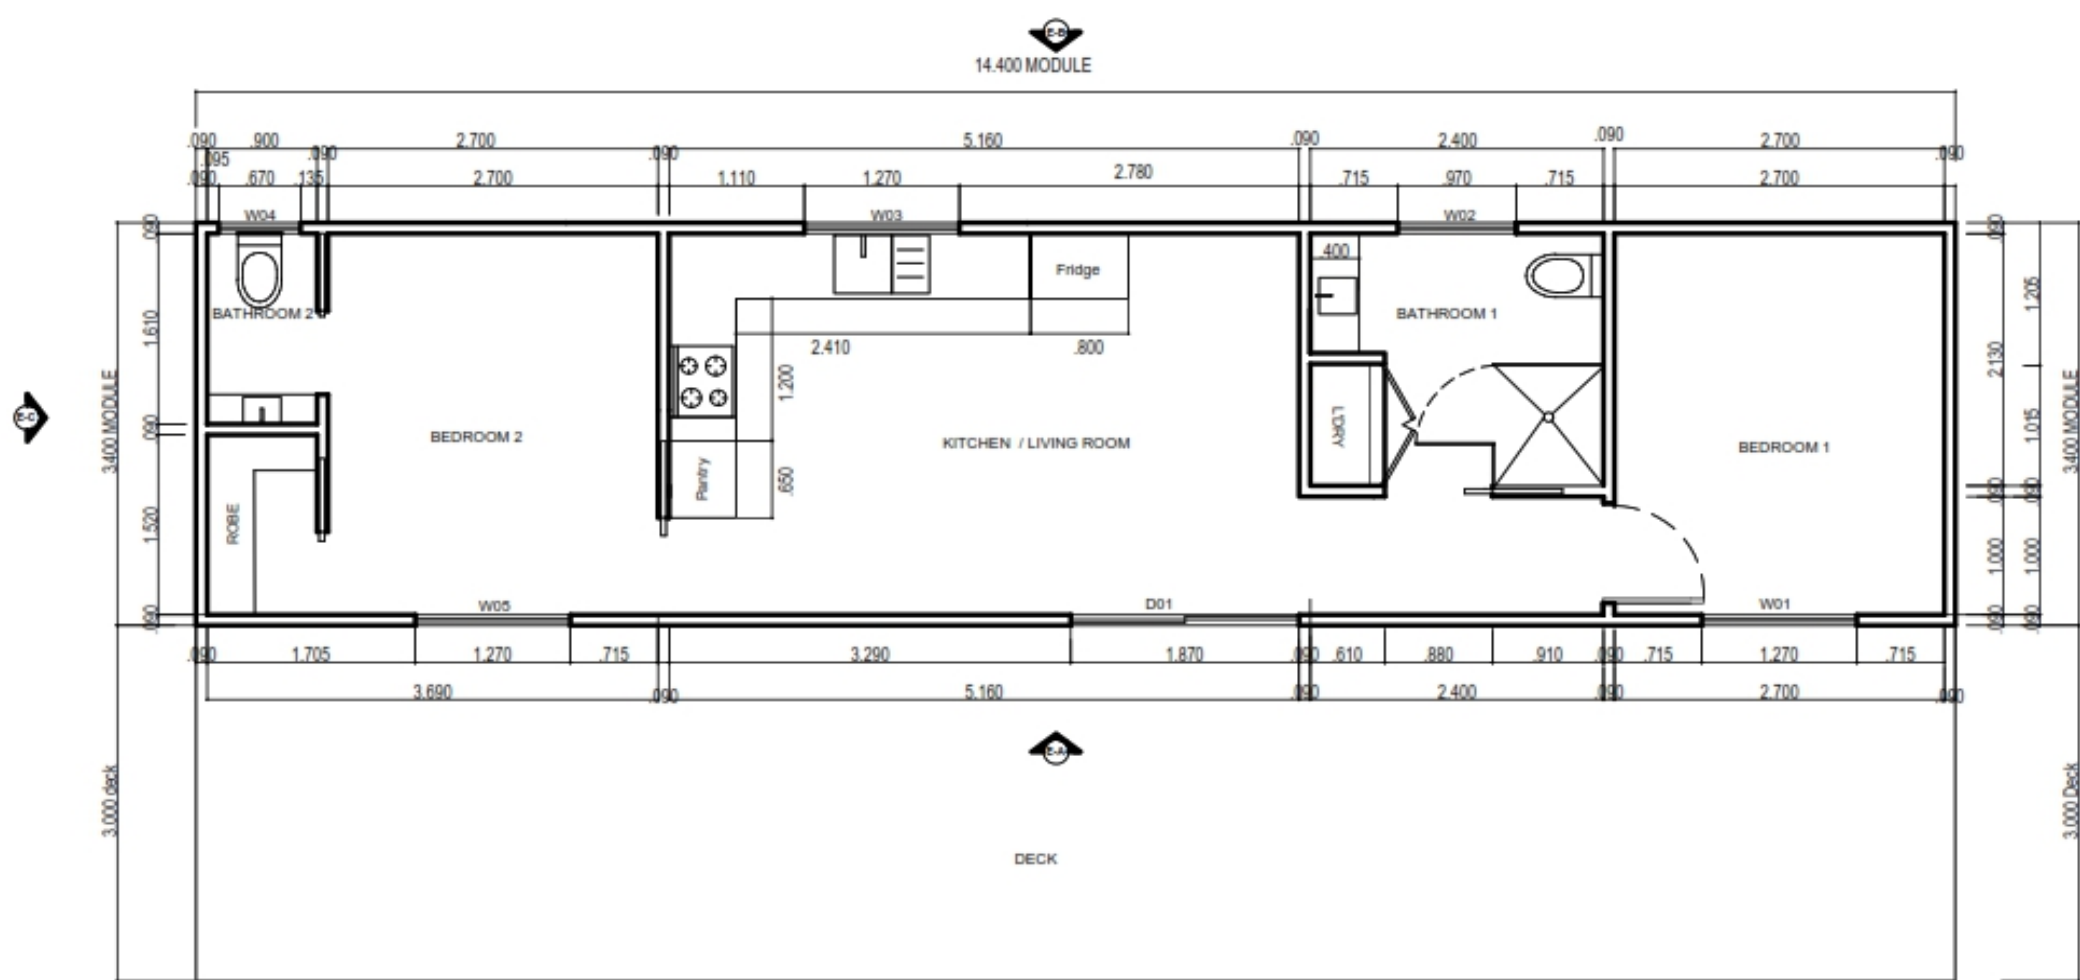 E-B
14.400 MODULE
.090 .900 2.700 5.160 .090 2.400 .090 2.700
.095 .090 .090 .090
.090 .670 .135 2.700 1.110 1.270 2.780 .715 .970 .715 2.700
W04 W03 W02
.090 .090
.400
Fridge
1.205
BATHROOM 2 BATHROOM 1
1.610
2.410 .800
2.130
1.200
3400 MODULE 3400 MODULE
E-C
.090
L'DRY
1.015
BEDROOM 2 KITCHEN / LIVING ROOM BEDROOM 1
Pantry
.650
.090 .090
ROBE
1.520
1.000 1.000
W05 D01 W01
.090 .090 .090
.090 1.705 1.270 .715 3.290 1.870 .090 .610 .880 .910 .090 .715 1.270 .715
3.690 .090 5.160 .090 2.400 .090 2.700 .090
E-A
3.000 deck 3.000 Deck
DECK